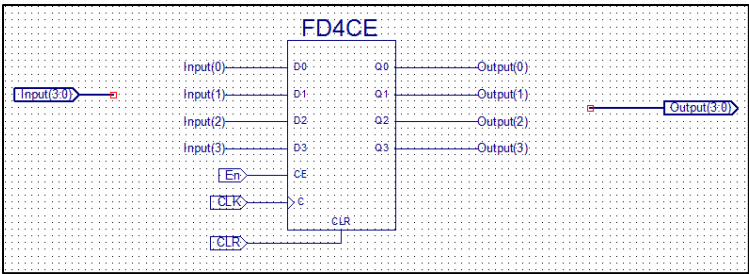 FD4CE
Input(0) D0 Q0 Output(0)
Input(3:0) Input(1) D1 Q1 Output(1) Output(3:0)
Input(2) D2 Q2 Output(2)
Input(3) D3 Q3 Output(3)
En CE
CLK C
CLR
CLR